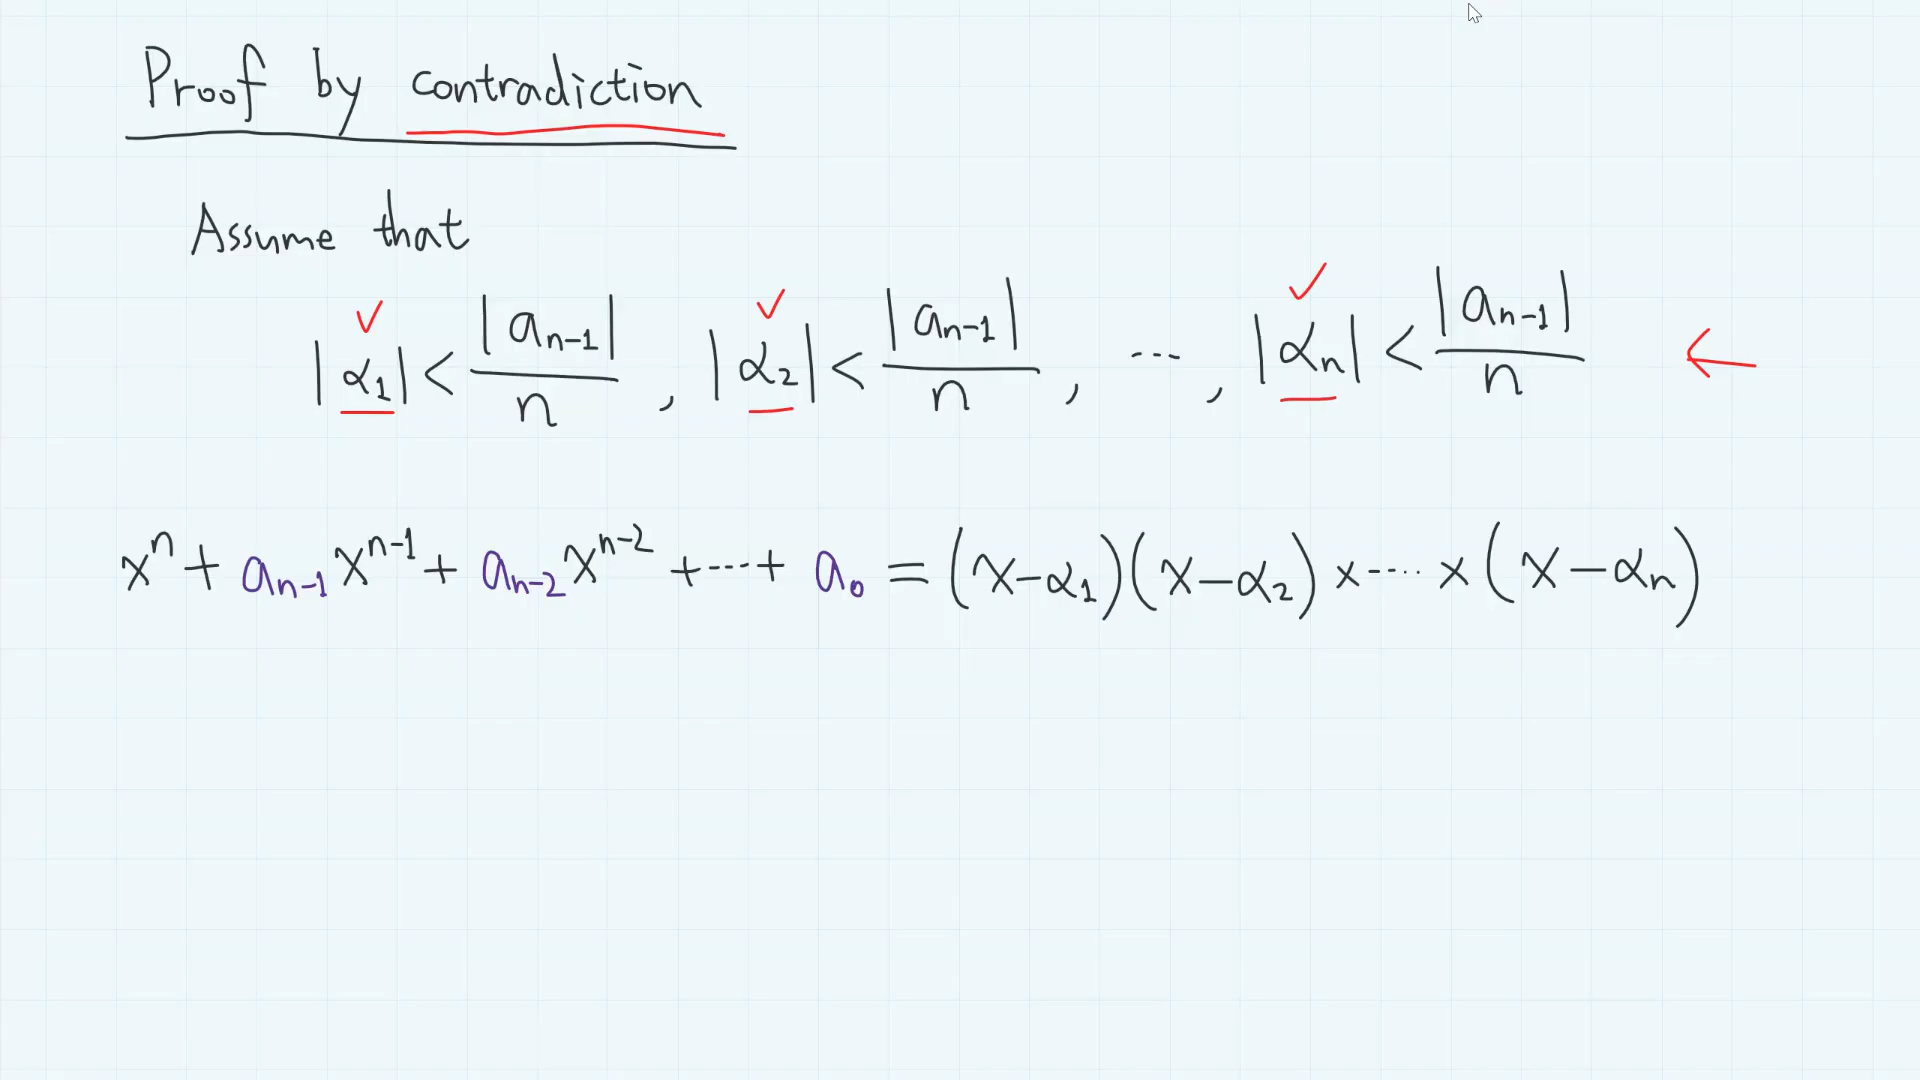 Proof by contradiction
Assume that
|α₁| < |aₙ₋₁|/n , |α₂| < |aₙ₋₁|/n , ... , |αₙ| < |aₙ₋₁|/n ←
xⁿ + aₙ₋₁xⁿ⁻¹ + aₙ₋₂xⁿ⁻² + ... + a₀ = (x-α₁)(x-α₂) x .... x (x-αₙ)